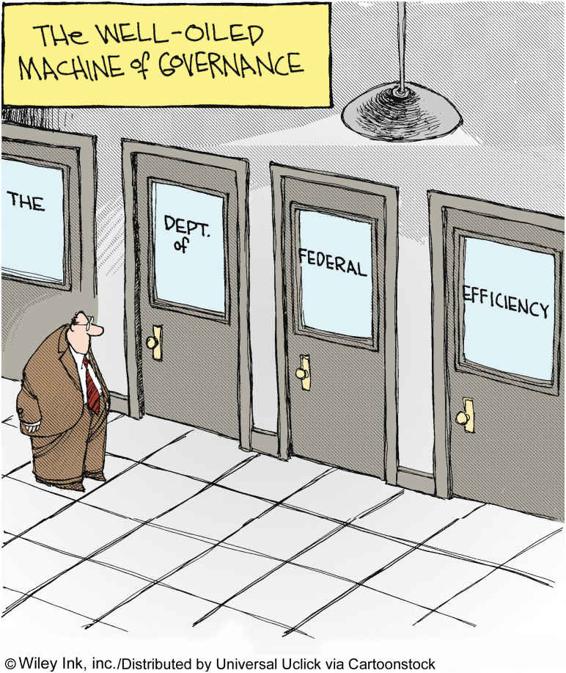 THE WELL-OILED
MACHINE of GOVERNANCE
THE
DEPT.
of
FEDERAL
EFFICIENCY
© Wiley Ink, inc./Distributed by Universal Uclick via Cartoonstock